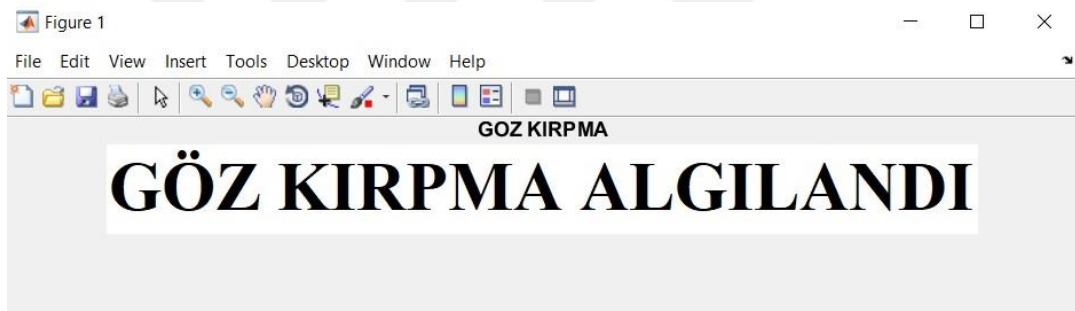 Figure 1
File Edit View Insert Tools Desktop Window Help
GOZ KIRPMA
GÖZ KIRPMA ALGILANDI